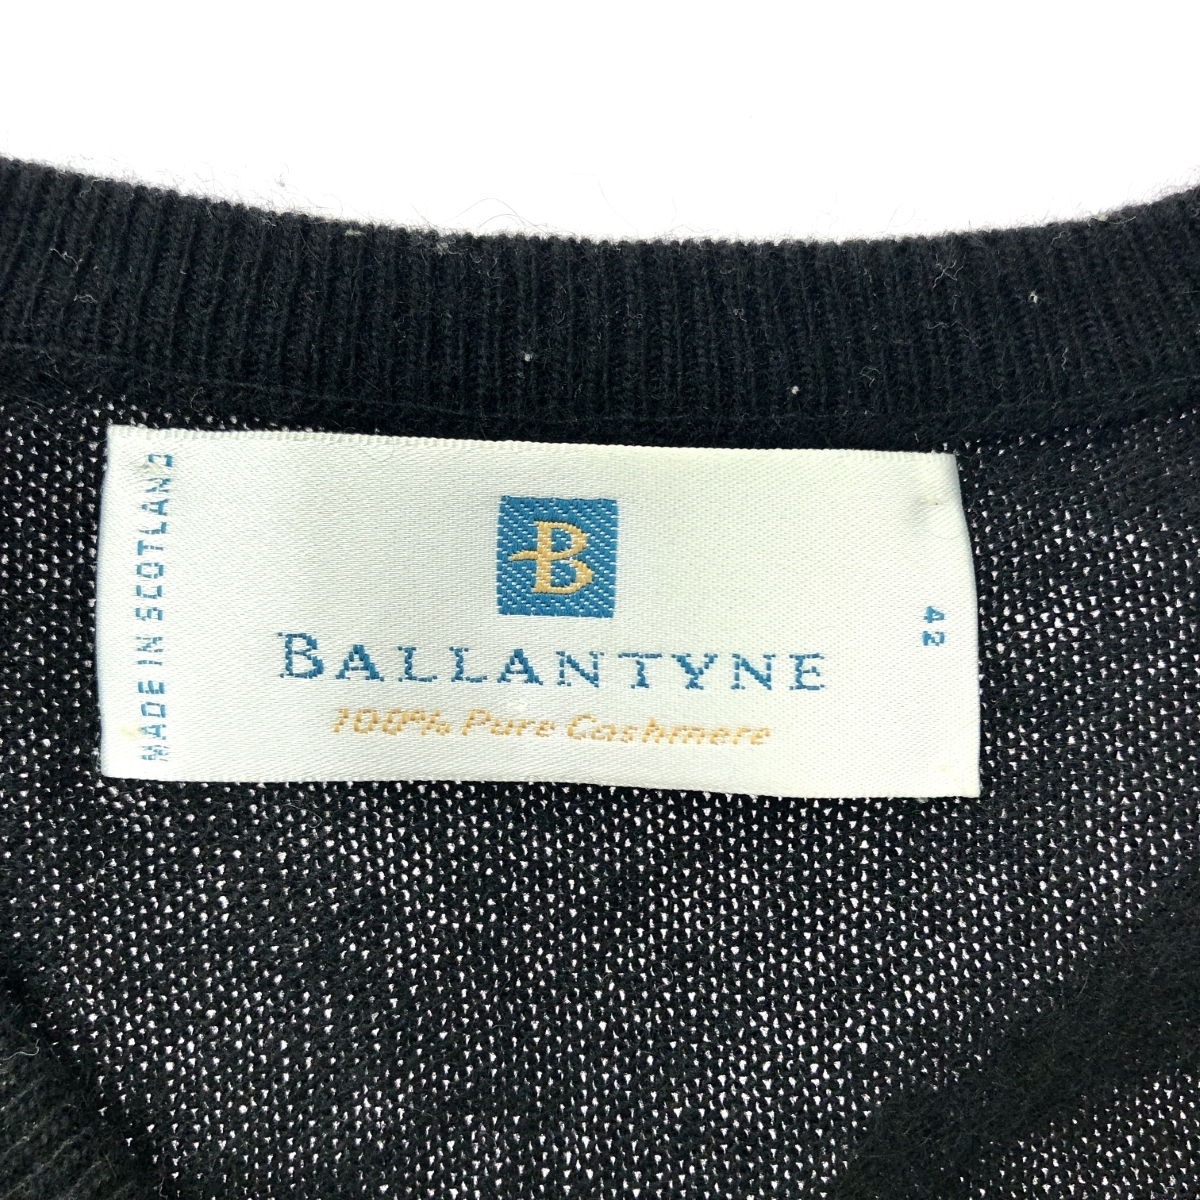 B
BALLANTYNE
100% Pure Cashmere
MADE IN SCOTLAND
42